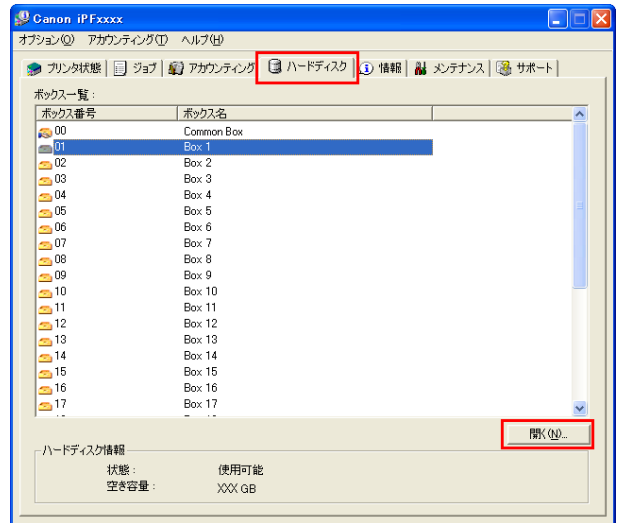 Canon iPFxxxx
オプション(O) アカウンティング(T) ヘルプ(H)
プリンタ状態 ジョブ アカウンティング ハードディスク 情報 メンテナンス サポート
ボックス一覧:
ボックス番号 ボックス名
00 Common Box
01 Box 1
02 Box 2
03 Box 3
04 Box 4
05 Box 5
06 Box 6
07 Box 7
08 Box 8
09 Box 9
10 Box 10
11 Box 11
12 Box 12
13 Box 13
14 Box 14
15 Box 15
16 Box 16
17 Box 17
開く(N)...
ハードディスク情報
状態: 使用可能
空き容量: XXX GB